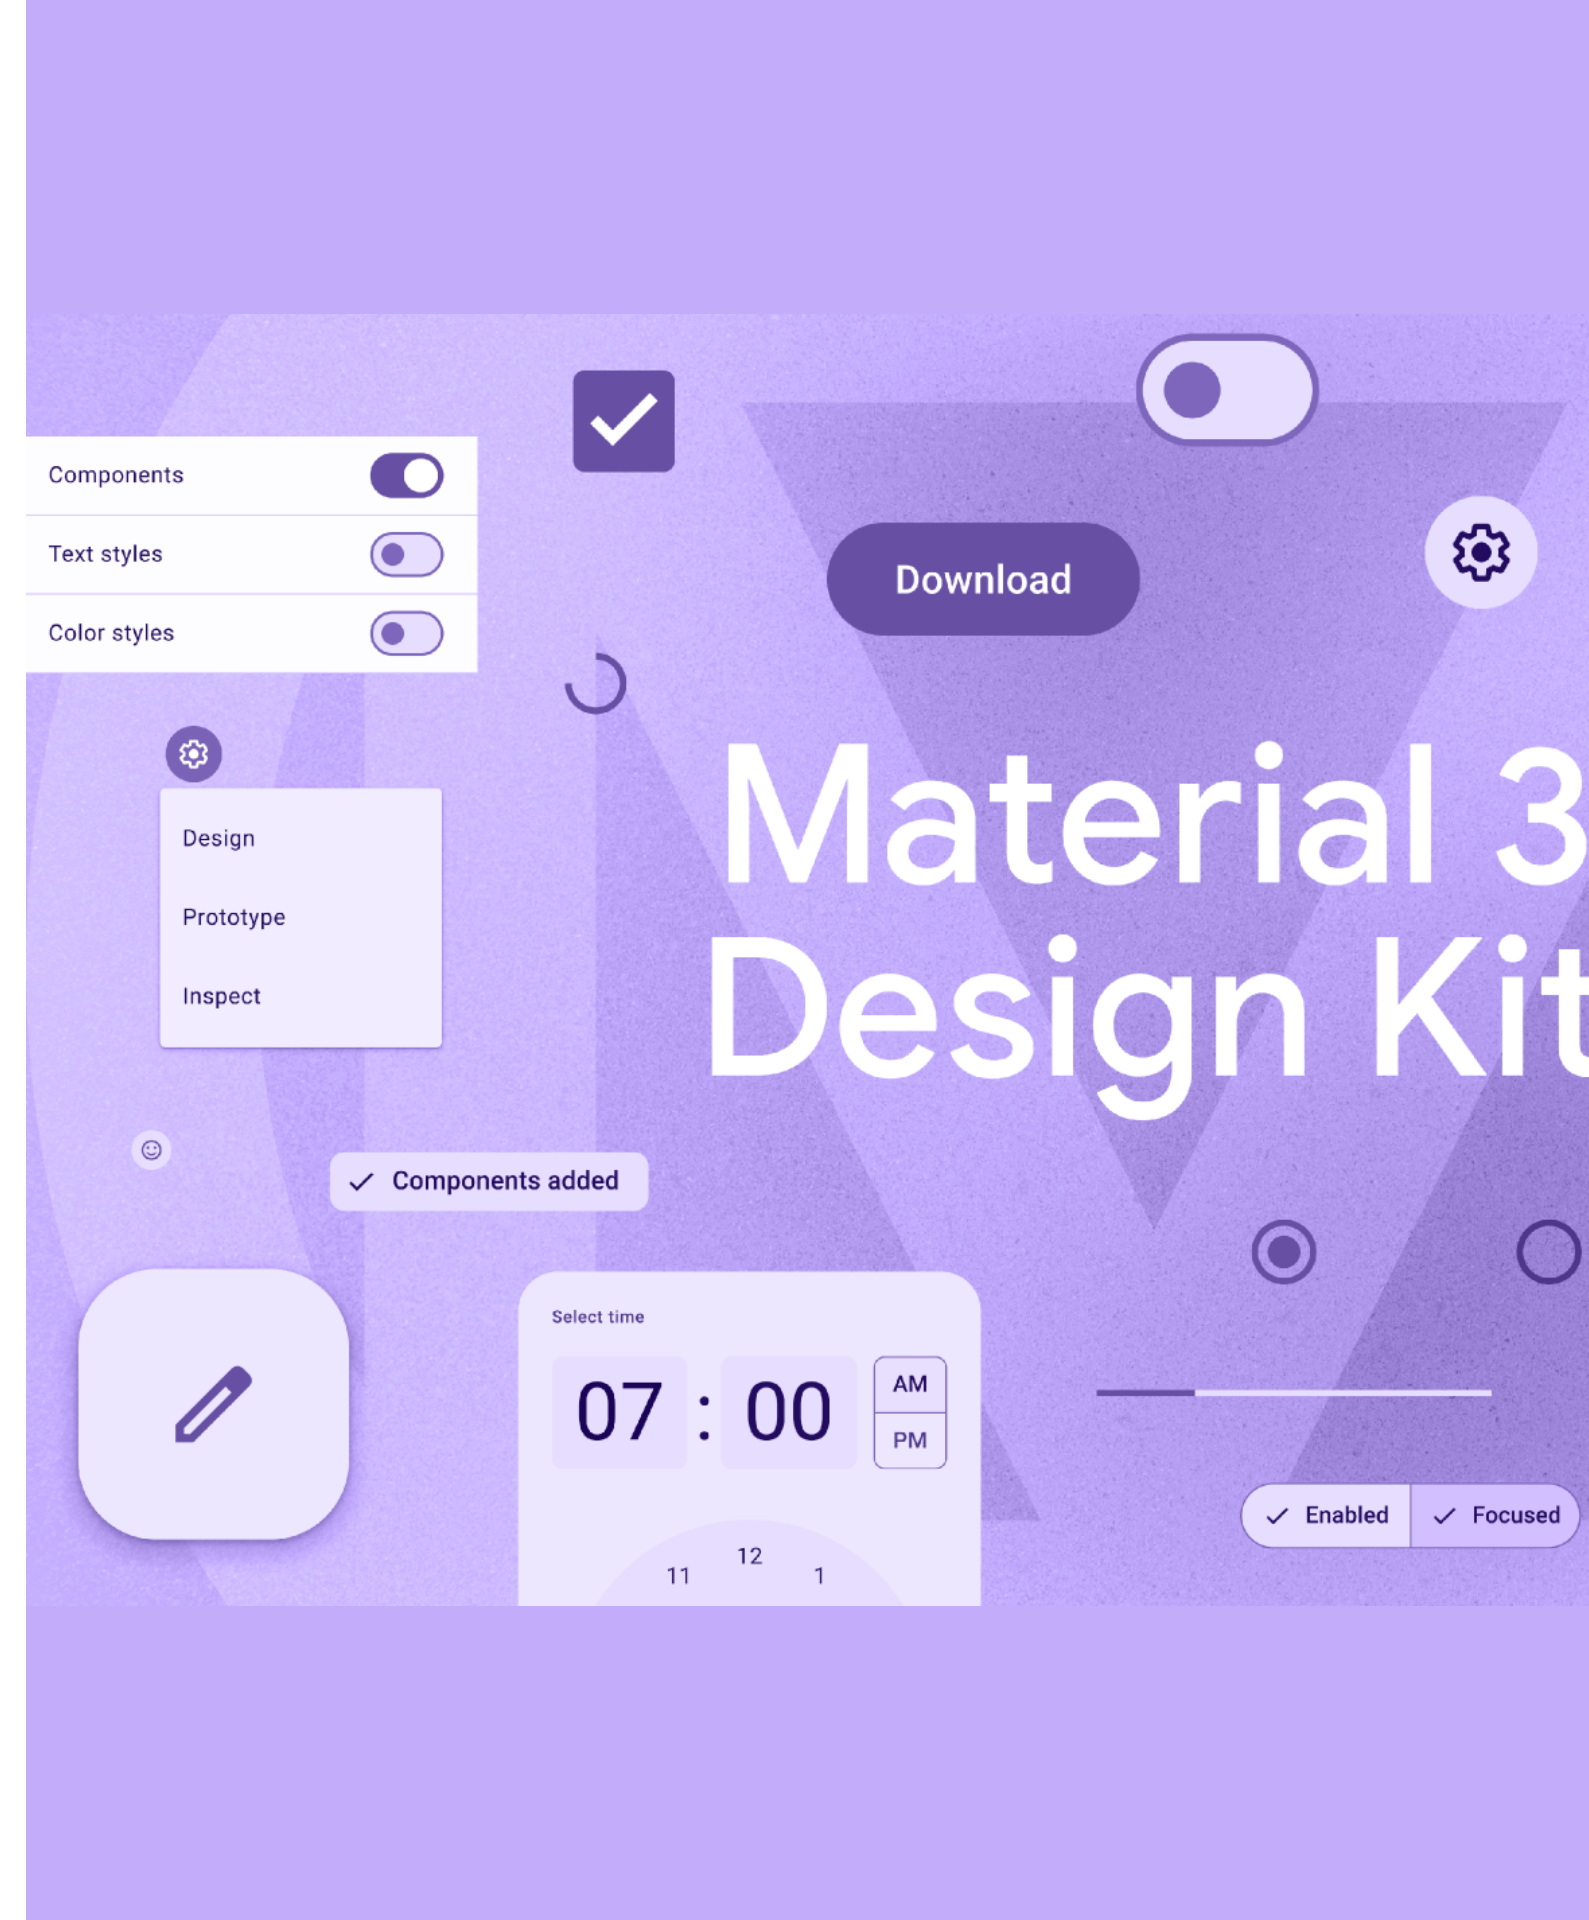 Components
Text styles
Color styles
Download
Design
Prototype
Inspect
Material 3
Design Kit
Components added
Select time
07 : 00
AM
PM
11 12 1
Enabled
Focused